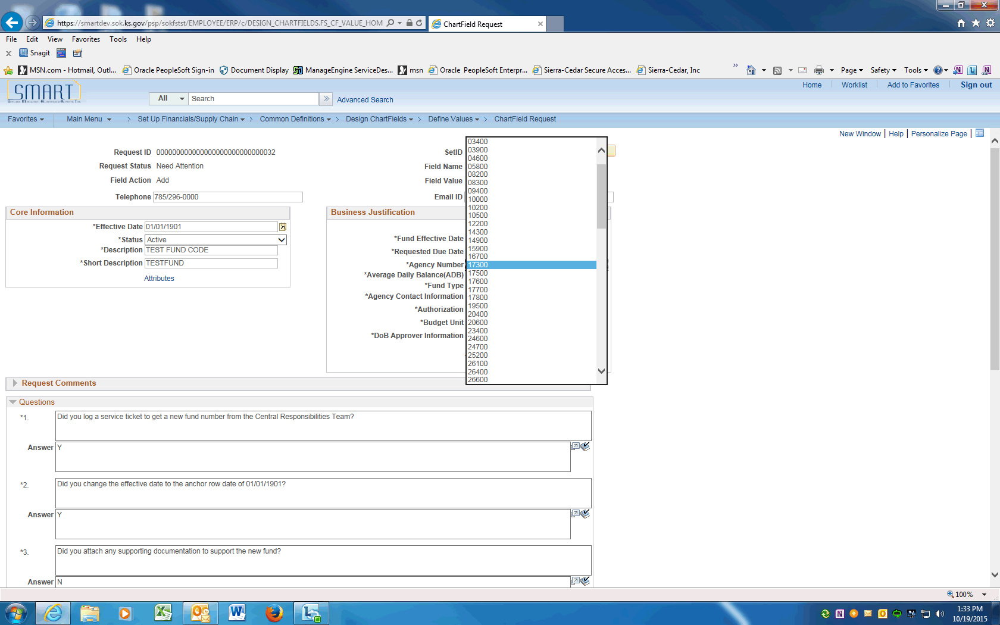 https://smartdev.sok.ks.gov/psp/sokfstst/EMPLOYEE/ERP/c/DESIGN_CHARTFIELDS.FS_CF_VALUE_HOM
ChartField Request
File Edit View Favorites Tools Help
Snagit
MSN.com - Hotmail, Outl... Oracle PeopleSoft Sign-in Document Display ManageEngine ServiceDes... msn Oracle PeopleSoft Enterpr... Sierra-Cedar Secure Acces... Sierra-Cedar, Inc
Page Safety Tools
SMART
Home Worklist Add to Favorites Sign out
All Search Advanced Search
Favorites Main Menu > Set Up Financials/Supply Chain > Common Definitions > Design ChartFields > Define Values > ChartField Request
New Window | Help | Personalize Page |
Request ID 0000000000000000000000000000032
Request Status Need Attention
Field Action Add
Telephone 785/296-0000
SetID
Field Name
Field Value
Email ID
Core Information
*Effective Date 01/01/1901
*Status Active
*Description TEST FUND CODE
*Short Description TESTFUND
Attributes
Business Justification
*Fund Effective Date
*Requested Due Date
*Agency Number
*Average Daily Balance(ADB)
*Fund Type
*Agency Contact Information
*Authorization
*Budget Unit
*DoB Approver Information
03400
03900
04600
05800
08200
08300
09400
10000
10200
10500
12200
14300
14900
15900
16700
17300
17500
17600
17700
17800
19500
20400
20600
23400
24600
24700
25200
26100
26400
26600
Request Comments
Questions
*1. Did you log a service ticket to get a new fund number from the Central Responsibilities Team?
Answer Y
*2. Did you change the effective date to the anchor row date of 01/01/1901?
Answer Y
*3. Did you attach any supporting documentation to support the new fund?
Answer N
100%
1:33 PM
10/19/2015